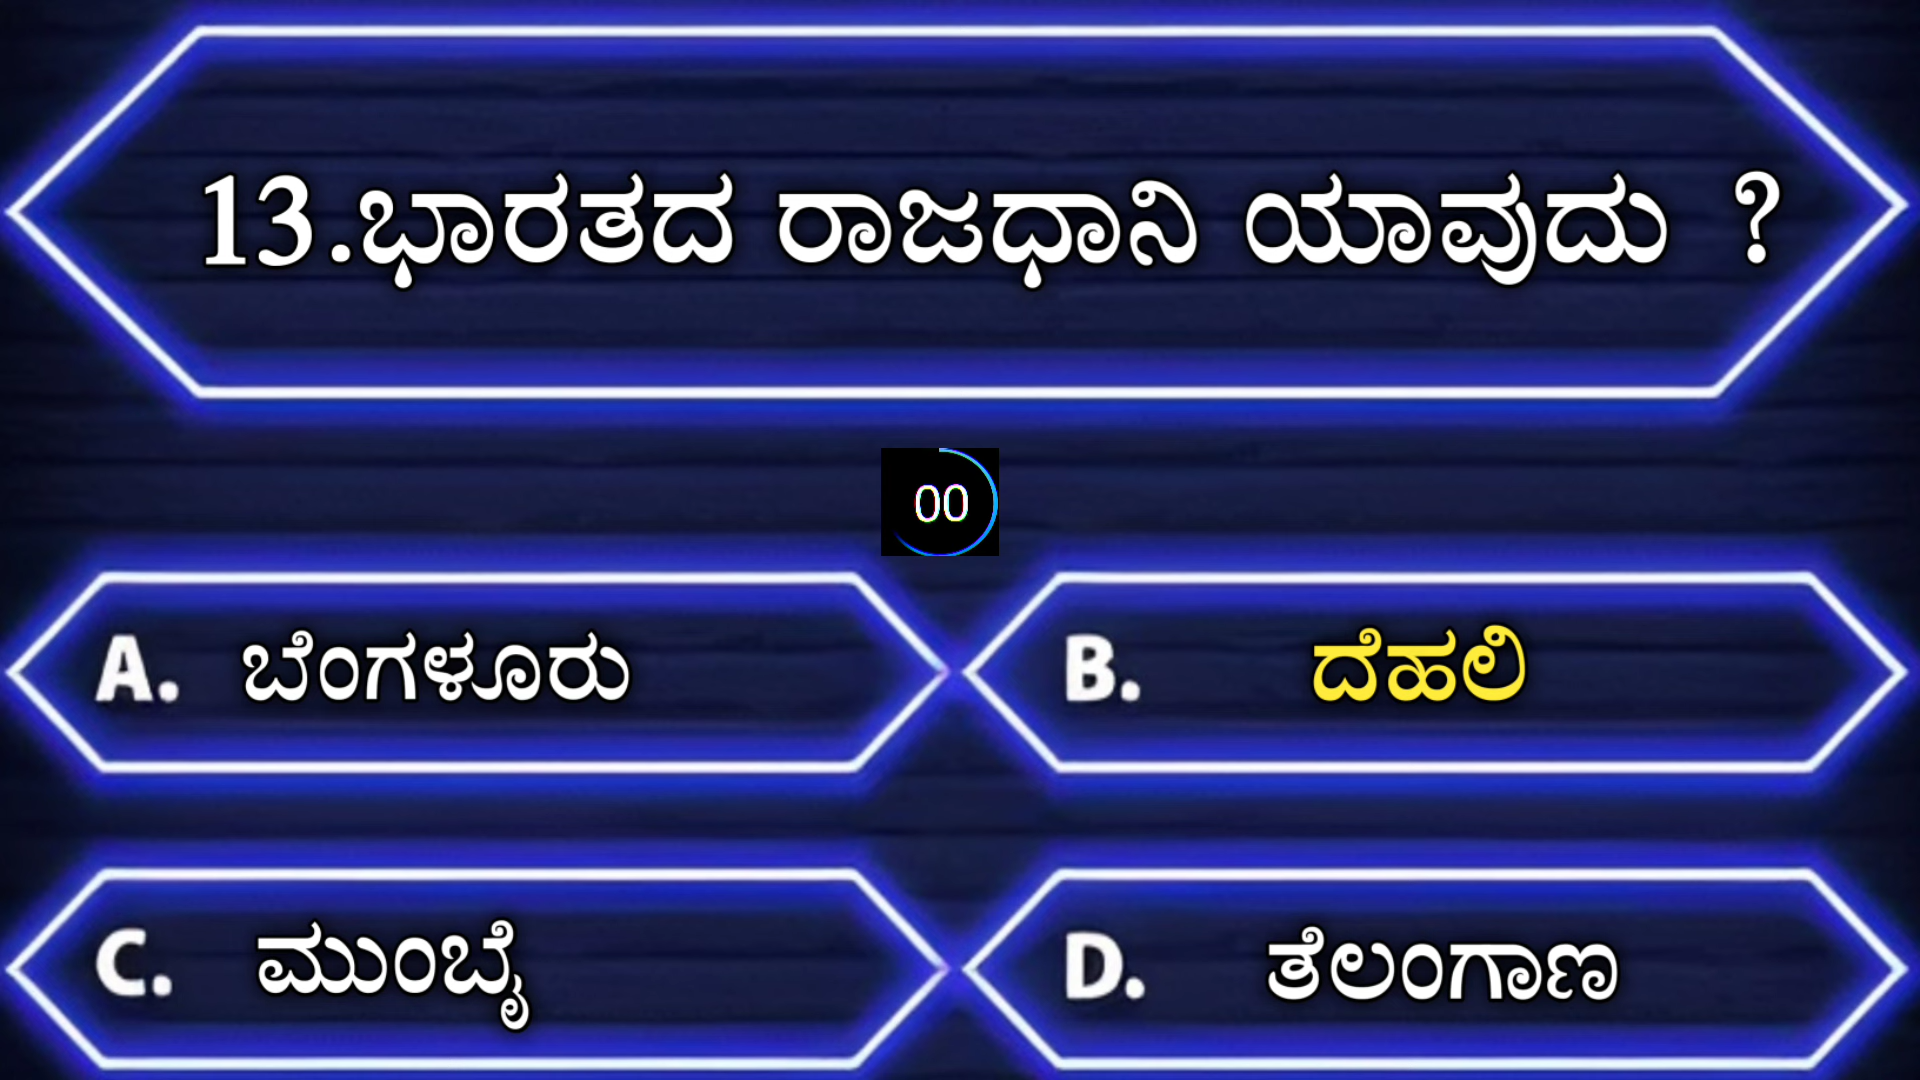 13.ಭಾರತದ ರಾಜಧಾನಿ ಯಾವುದು ?
00
A. ಬೆಂಗಳೂರು
B. ದೆಹಲಿ
C. ಮುಂಬೈ
D. ತೆಲಂಗಾಣ